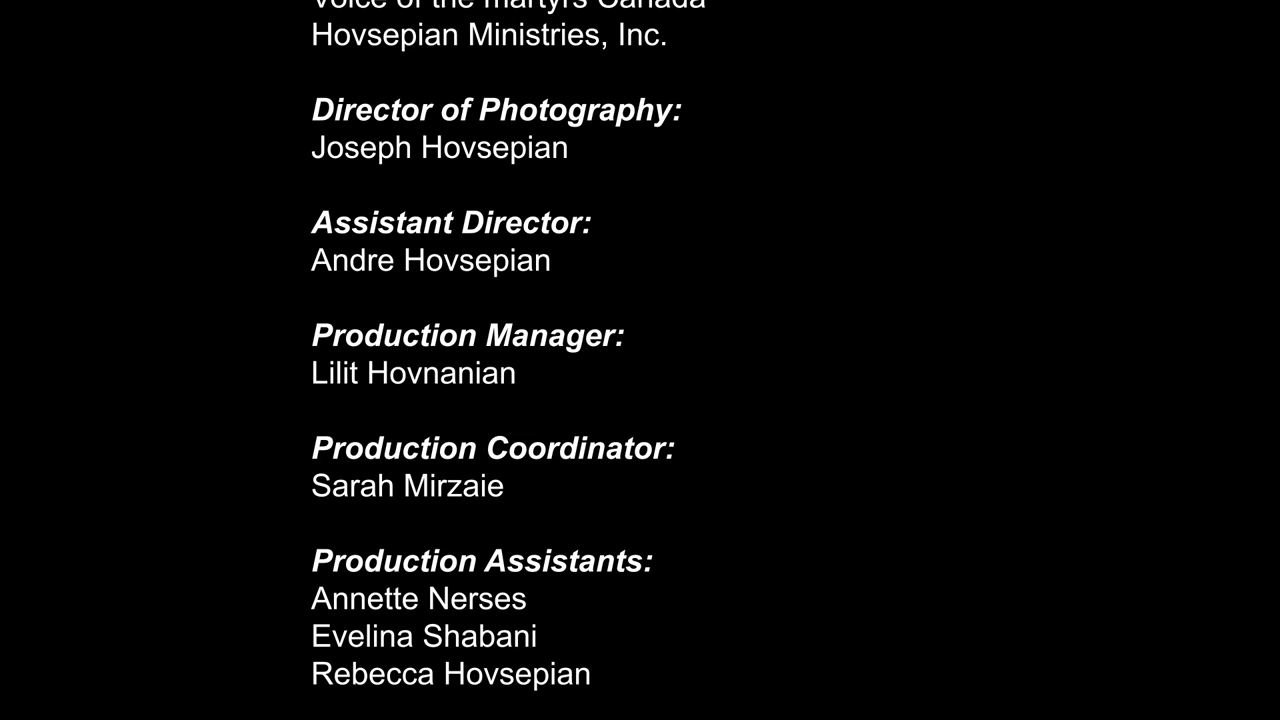 Voice of the martyrs Canada
Hovsepian Ministries, Inc.
Director of Photography:
Joseph Hovsepian
Assistant Director:
Andre Hovsepian
Production Manager:
Lilit Hovnanian
Production Coordinator:
Sarah Mirzaie
Production Assistants:
Annette Nerses
Evelina Shabani
Rebecca Hovsepian